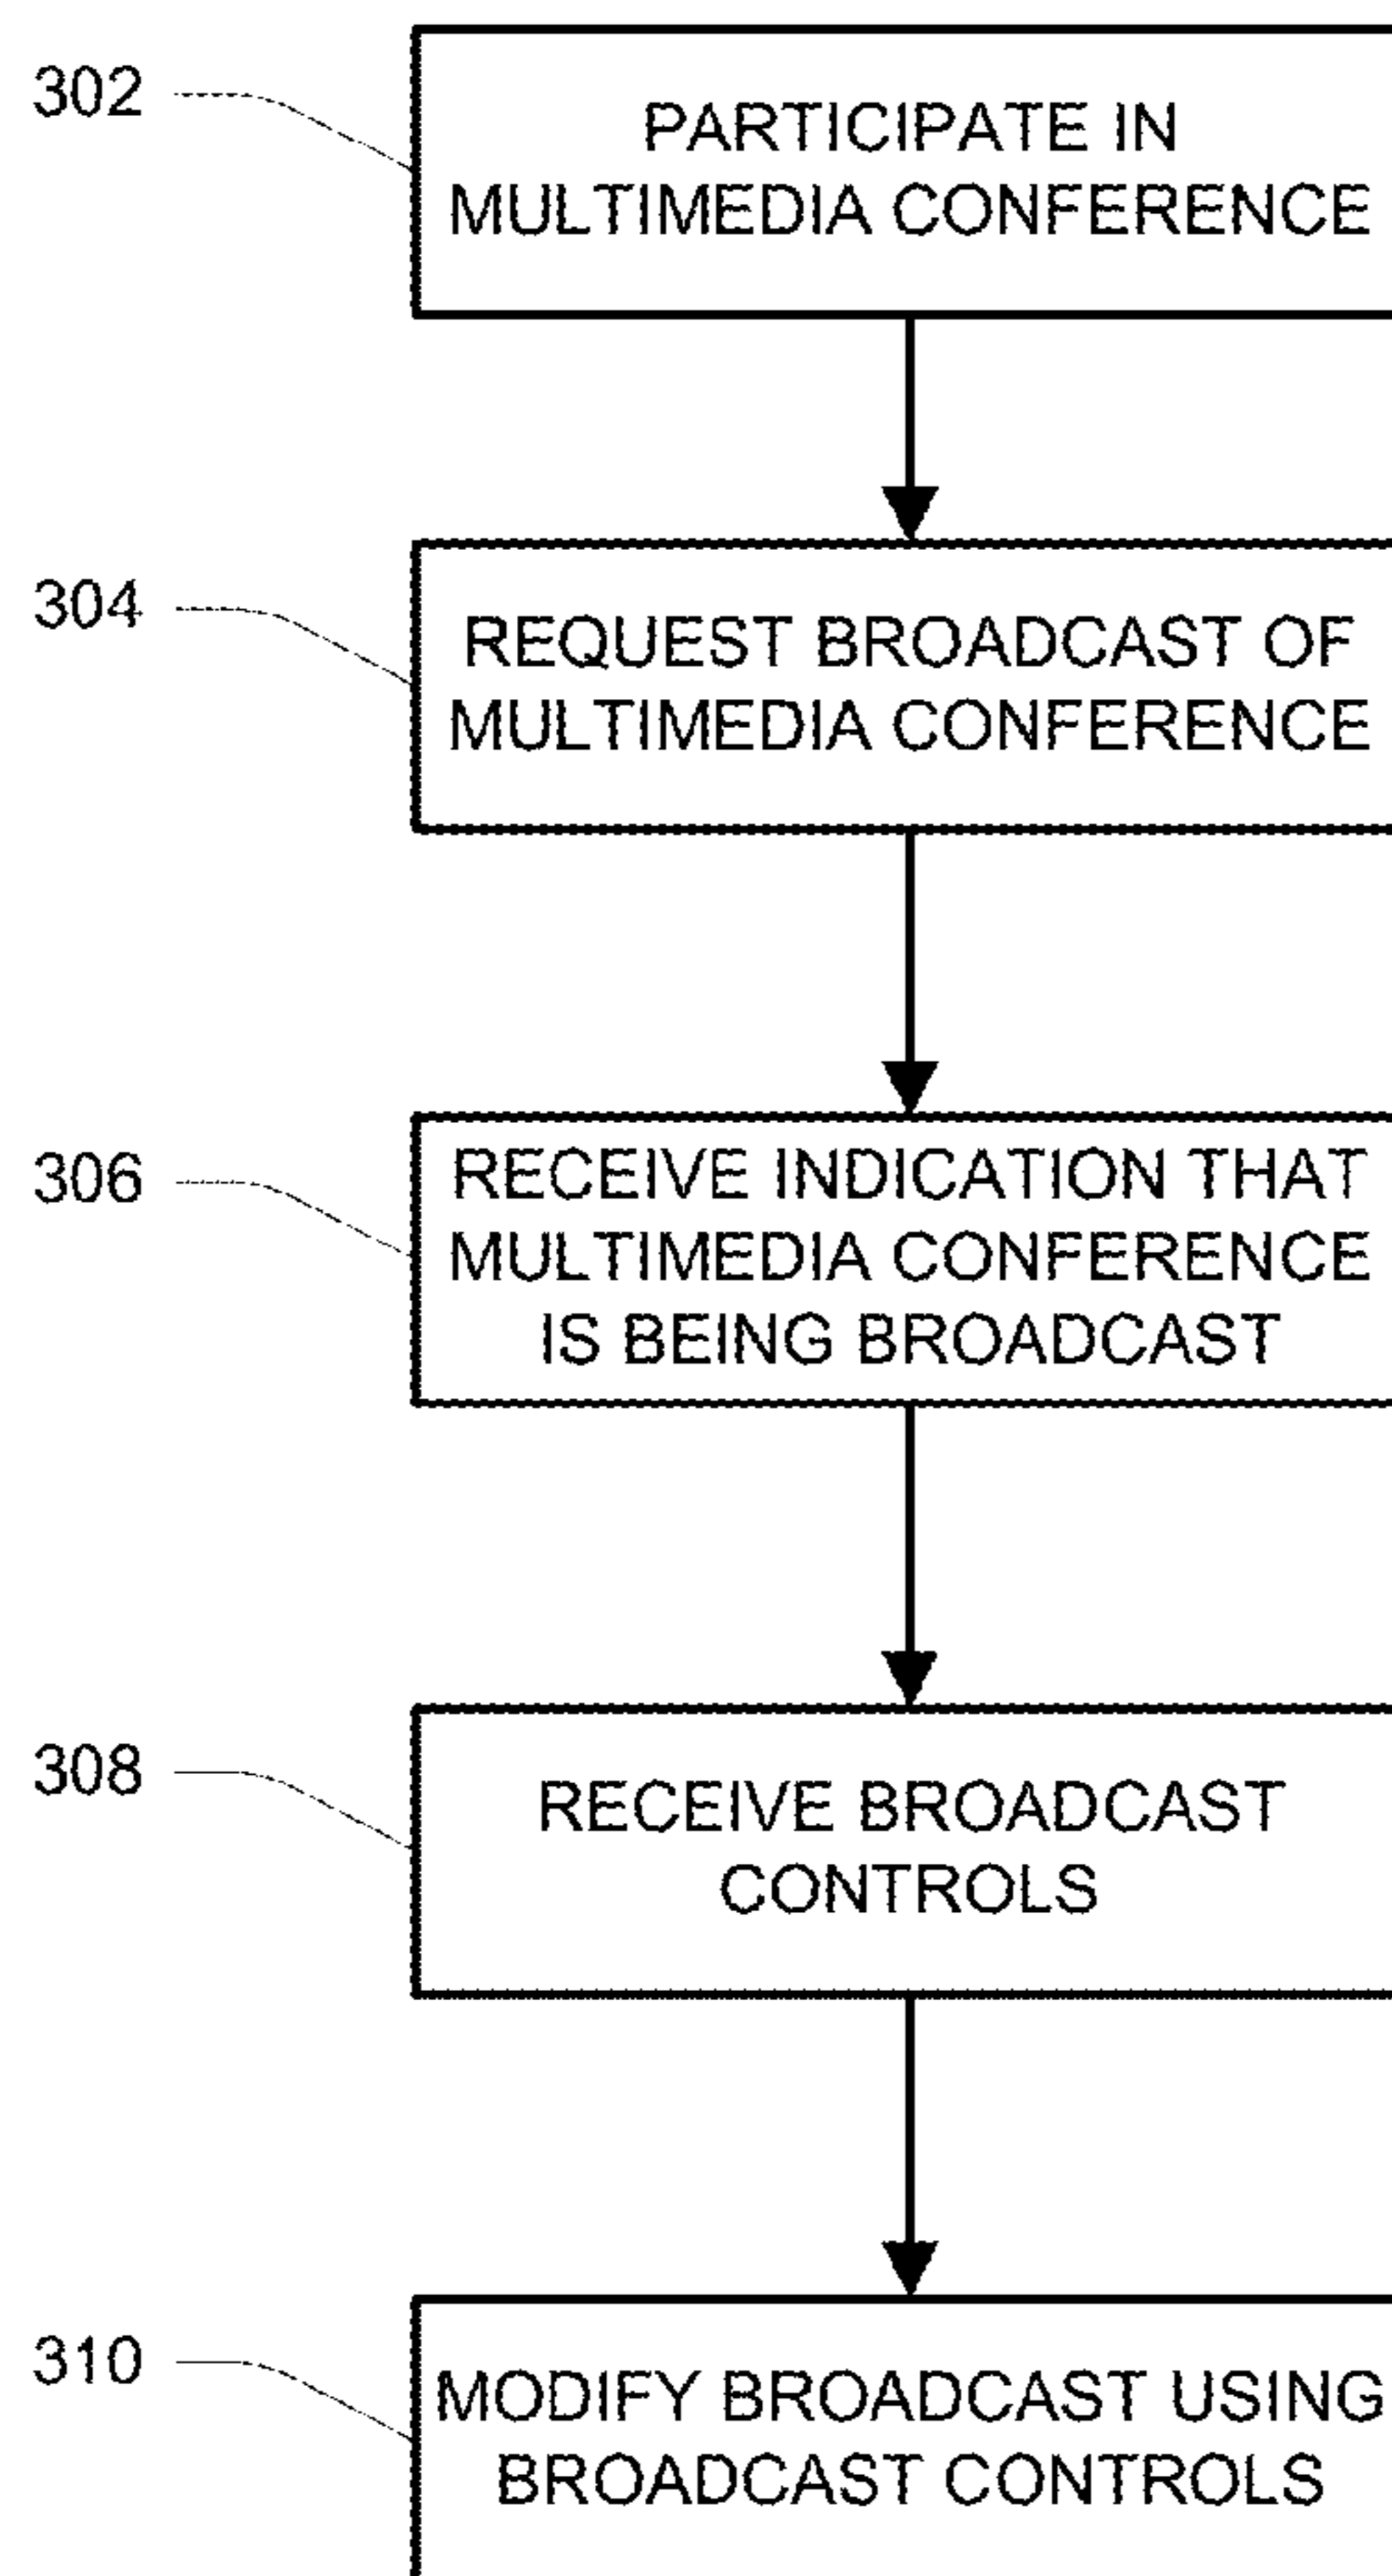 302
PARTICIPATE IN
MULTIMEDIA CONFERENCE
304
REQUEST BROADCAST OF
MULTIMEDIA CONFERENCE
306
RECEIVE INDICATION THAT
MULTIMEDIA CONFERENCE
IS BEING BROADCAST
308
RECEIVE BROADCAST
CONTROLS
310
MODIFY BROADCAST USING
BROADCAST CONTROLS